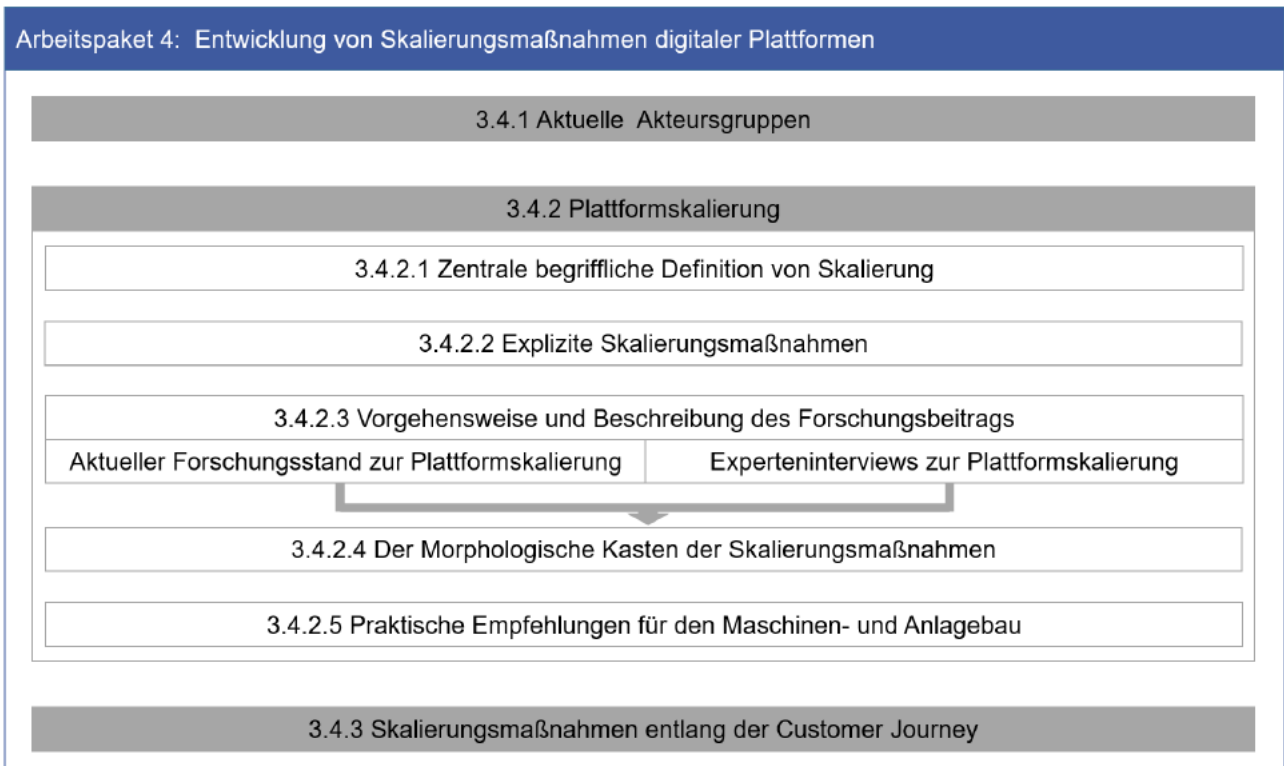 Arbeitspaket 4: Entwicklung von Skalierungsmaßnahmen digitaler Plattformen
3.4.1 Aktuelle Akteursgruppen
3.4.2 Plattformskalierung
3.4.2.1 Zentrale begriffliche Definition von Skalierung
3.4.2.2 Explizite Skalierungsmaßnahmen
3.4.2.3 Vorgehensweise und Beschreibung des Forschungsbeitrags
Aktueller Forschungsstand zur Plattformskalierung
Experteninterviews zur Plattformskalierung
3.4.2.4 Der Morphologische Kasten der Skalierungsmaßnahmen
3.4.2.5 Praktische Empfehlungen für den Maschinen- und Anlagebau
3.4.3 Skalierungsmaßnahmen entlang der Customer Journey